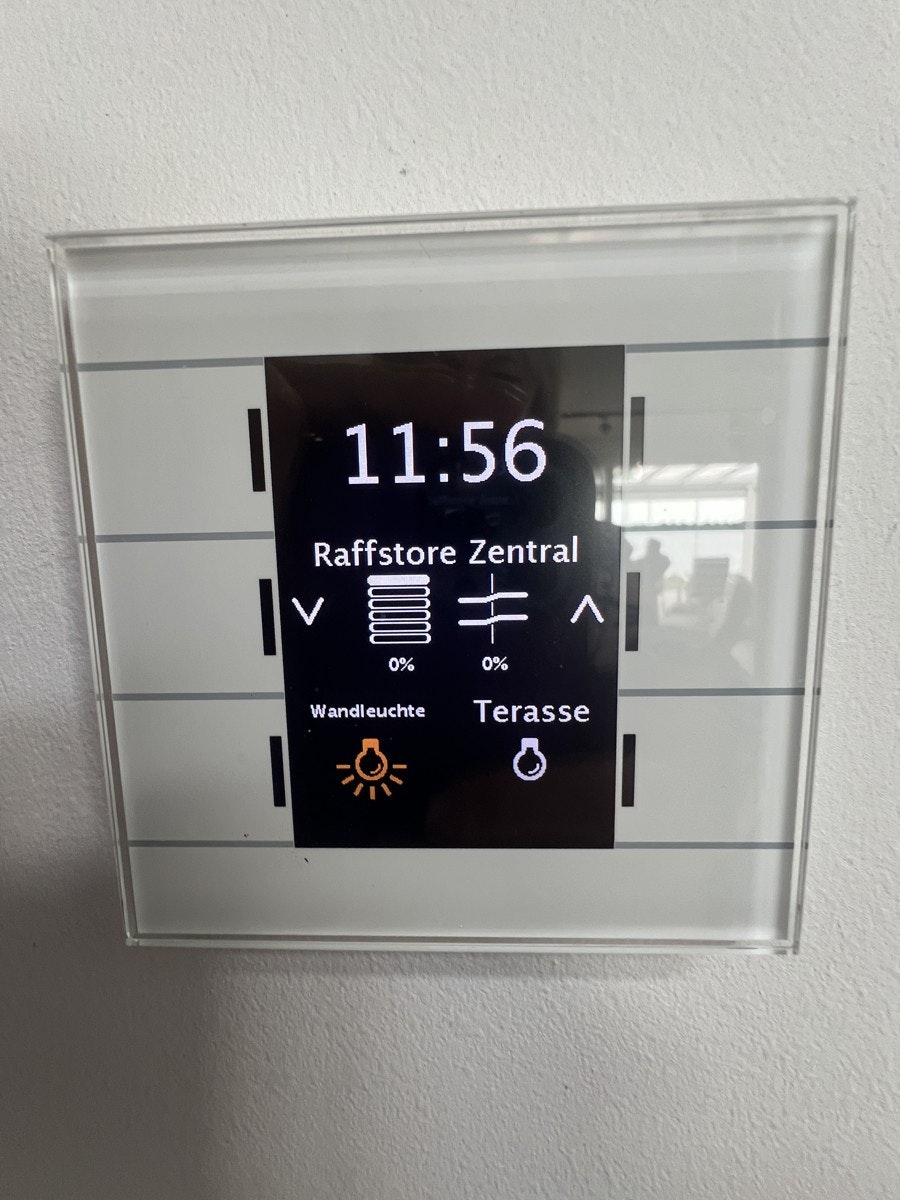 11:56
Raffstore Zentral
0% 0%
Wandleuchte Terasse